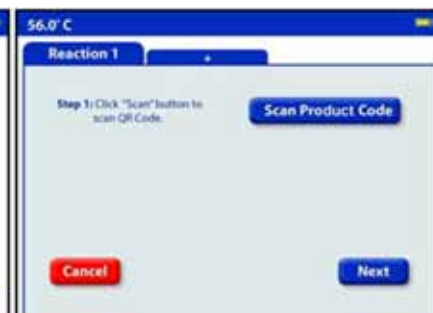 56.0° C
Reaction 1
+
Step 1: Click "Scan" button to
scan QR Code.
Scan Product Code
Cancel
Next